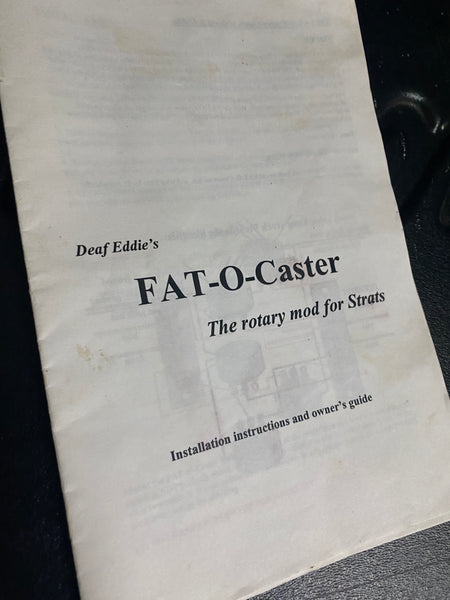 Deaf Eddie's
FAT-O-Caster
The rotary mod for Strats
Installation instructions and owner's guide